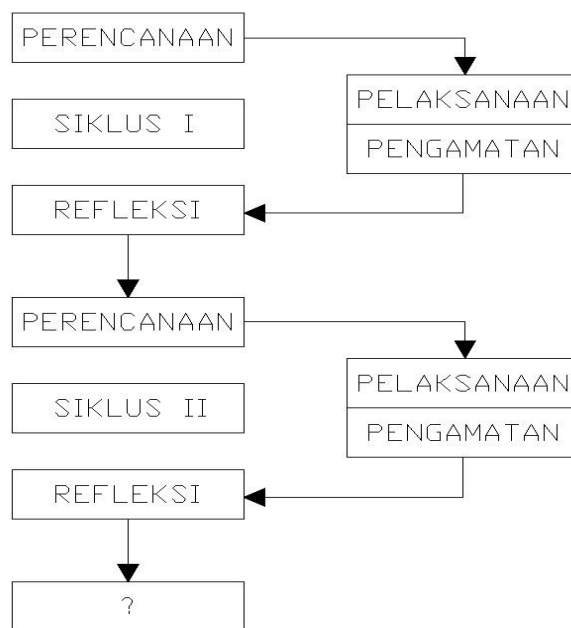 PERENCANAAN
PELAKSANAAN
SIKLUS I
PENGAMATAN
REFLEKSI
PERENCANAAN
PELAKSANAAN
SIKLUS II
PENGAMATAN
REFLEKSI
?